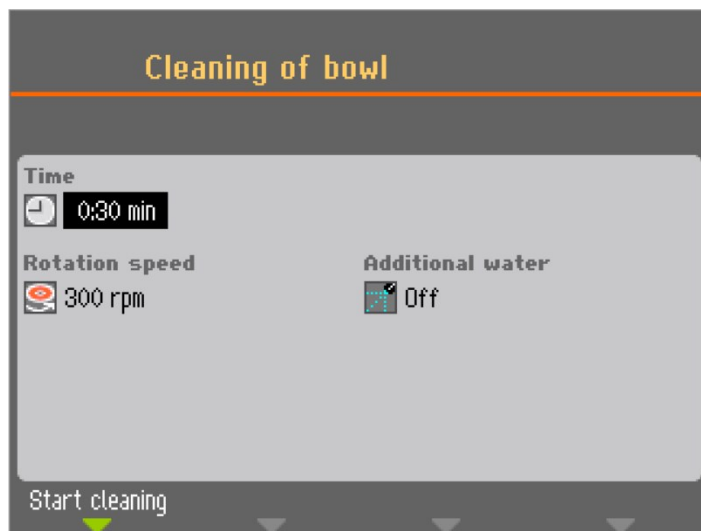 Cleaning of bowl
Time
0:30 min
Rotation speed
Additional water
300 rpm
Off
Start cleaning